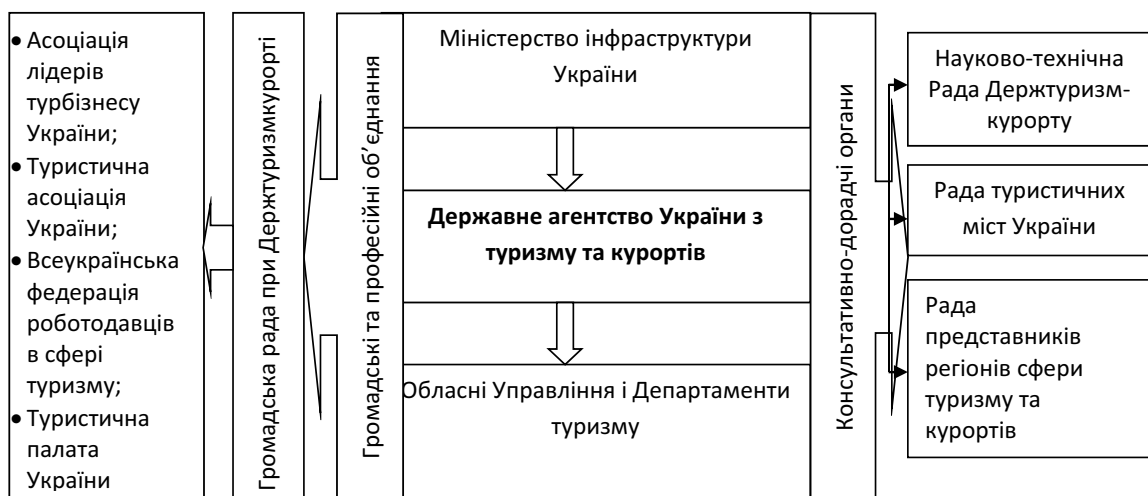 • Асоціація
лідерів
турбізнесу
України;
• Туристична
асоціація
України;
• Всеукраїнська
федерація
роботодавців
в сфері
туризму;
• Туристична
палата
України
Громадська рада при Держтуризмкурорті
Громадські та професійні об’єднання
Міністерство інфраструктури
України
Державне агентство України з
туризму та курортів
Обласні Управління і Департаменти
туризму
Консультативно-дорадчі органи
Науково-технічна
Рада Держтуризм-
курорту
Рада туристичних
міст України
Рада
представників
регіонів сфери
туризму та
курортів